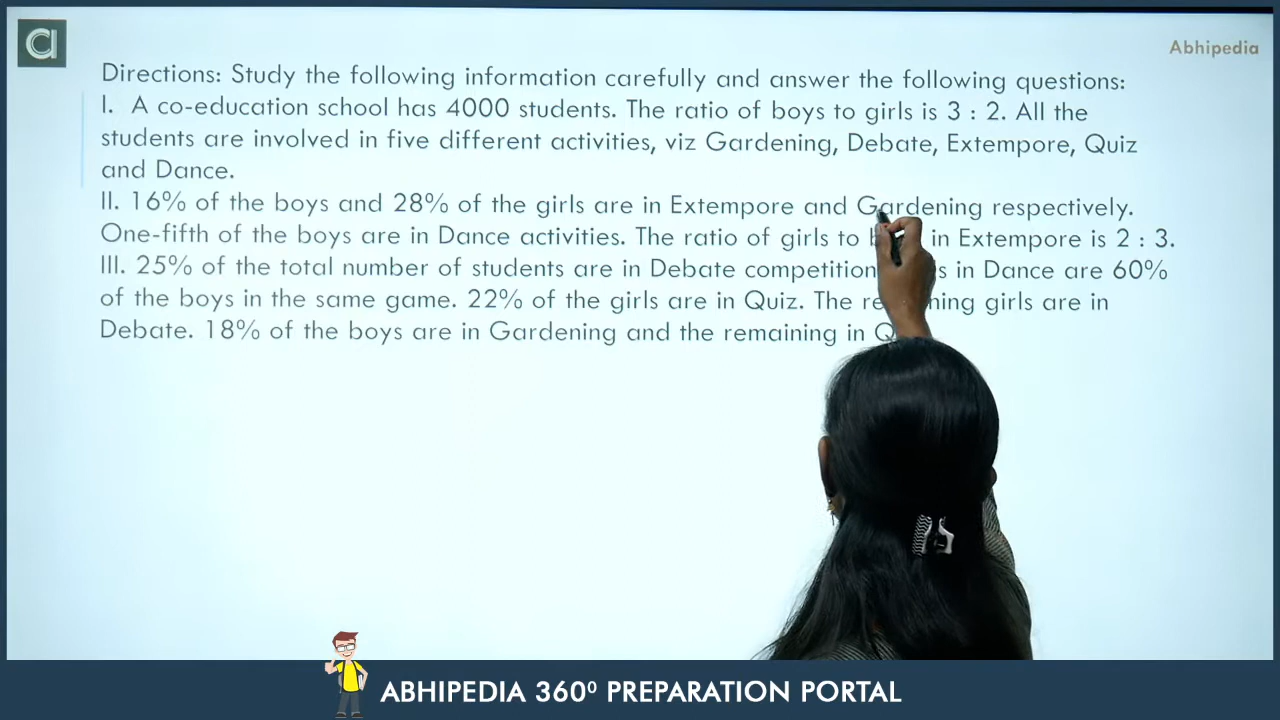 Abhipedia
Directions: Study the following information carefully and answer the following questions:
I. A co-education school has 4000 students. The ratio of boys to girls is 3 : 2. All the
students are involved in five different activities, viz Gardening, Debate, Extempore, Quiz
and Dance.
II. 16% of the boys and 28% of the girls are in Extempore and Gardening respectively.
One-fifth of the boys are in Dance activities. The ratio of girls to in Extempore is 2 : 3.
III. 25% of the total number of students are in Debate competition in Dance are 60%
of the boys in the same game. 22% of the girls are in Quiz. The girls are in
Debate. 18% of the boys are in Gardening and the remaining in
ABHIPEDIA 360⁰ PREPARATION PORTAL